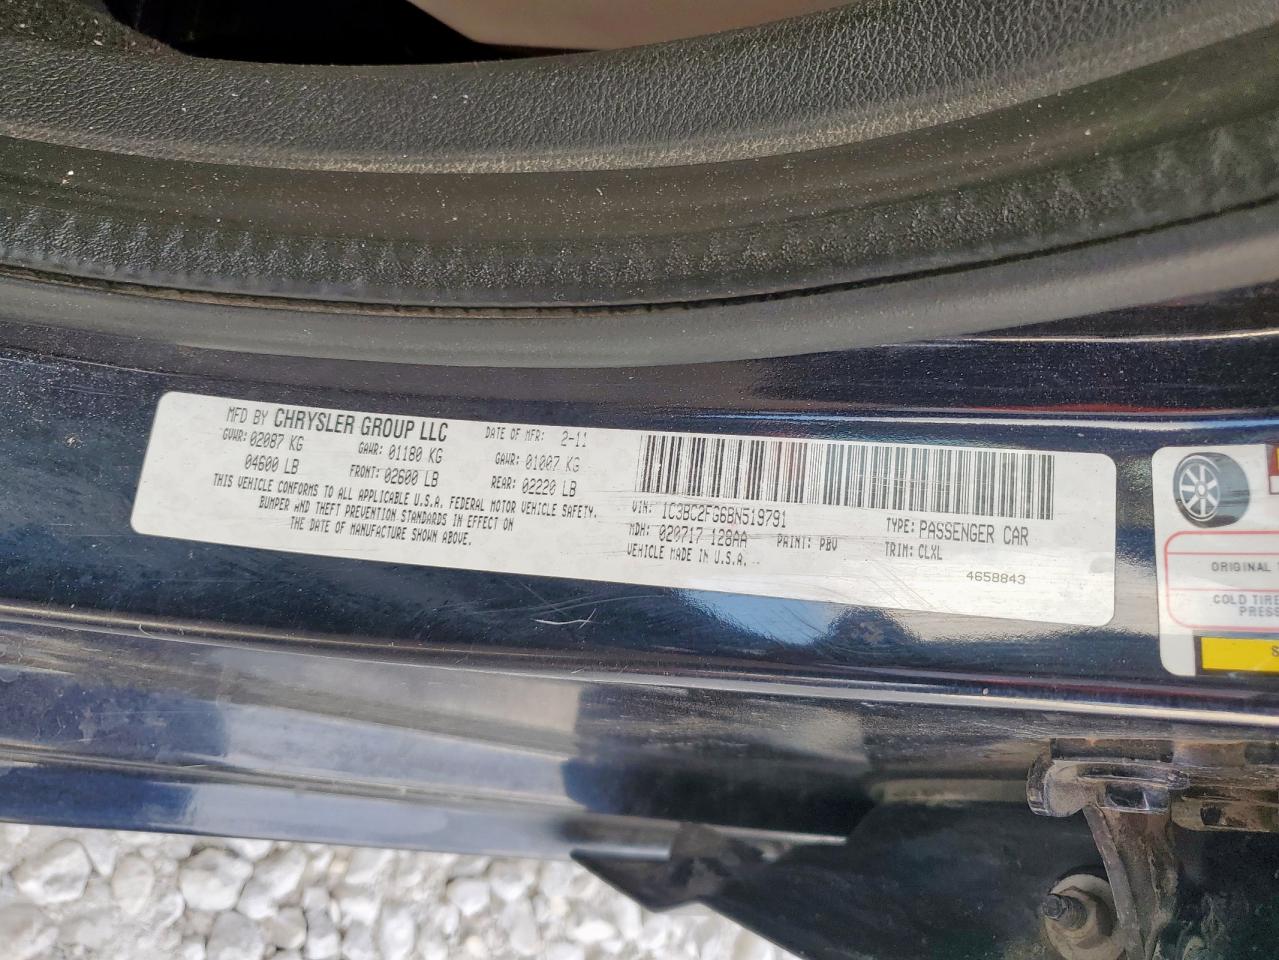 MFD BY CHRYSLER GROUP LLC DATE OF MFR: 2-11
GVWR: 02087 KG GAWR: 01180 KG GAWR: 01007 KG
04600 LB FRONT: 02600 LB REAR: 02220 LB
THIS VEHICLE CONFORMS TO ALL APPLICABLE U.S.A. FEDERAL MOTOR VEHICLE SAFETY,
BUMPER AND THEFT PREVENTION STANDARDS IN EFFECT ON
THE DATE OF MANUFACTURE SHOWN ABOVE.
VIN: 1C3BC2FG6BN519791 TYPE: PASSENGER CAR
MDH: 020717 128AA PAINT: PBV TRIM: CLXL
VEHICLE MADE IN U.S.A.
4658843
ORIGINAL
COLD TIRE